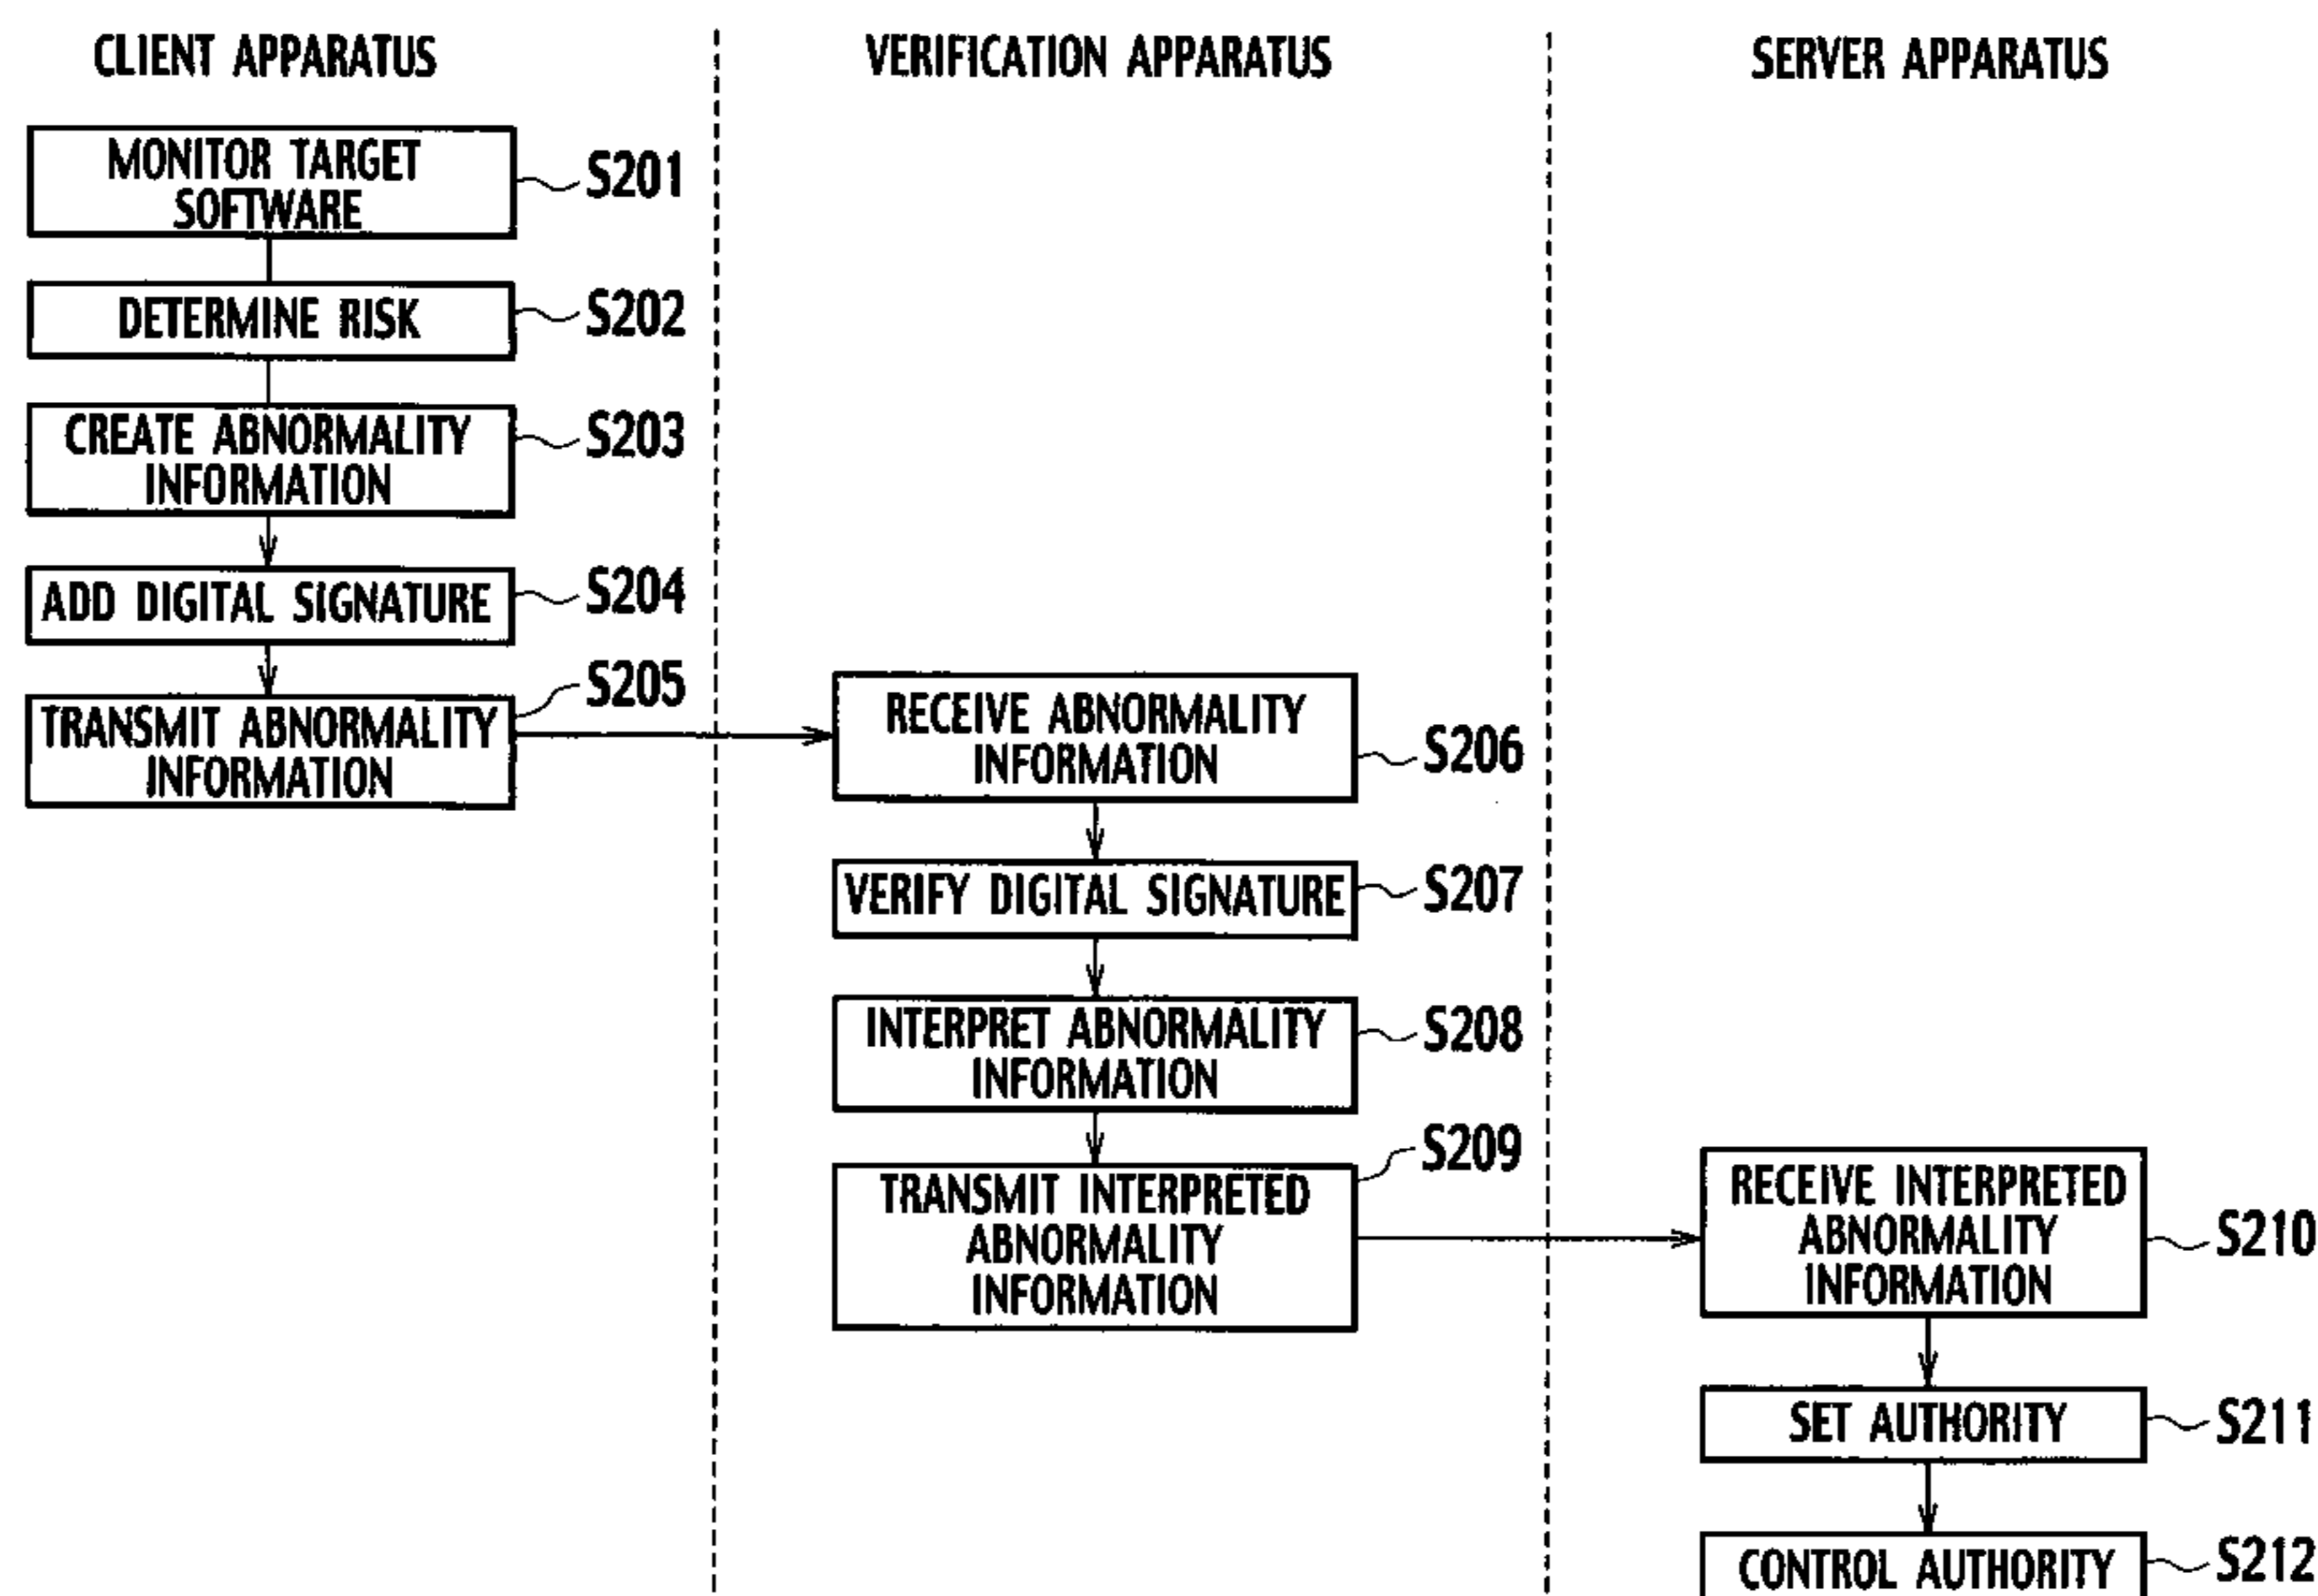 CLIENT APPARATUS
VERIFICATION APPARATUS
SERVER APPARATUS
MONITOR TARGET
SOFTWARE
S201
DETERMINE RISK
S202
CREATE ABNORMALITY
INFORMATION
S203
ADD DIGITAL SIGNATURE
S204
TRANSMIT ABNORMALITY
INFORMATION
S205
RECEIVE ABNORMALITY
INFORMATION
S206
VERIFY DIGITAL SIGNATURE
S207
INTERPRET ABNORMALITY
INFORMATION
S208
TRANSMIT INTERPRETED
ABNORMALITY
INFORMATION
S209
RECEIVE INTERPRETED
ABNORMALITY
INFORMATION
S210
SET AUTHORITY
S211
CONTROL AUTHORITY
S212